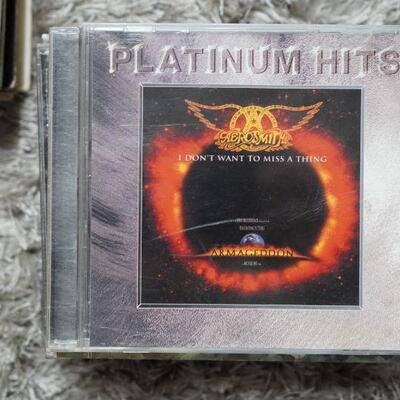 PLATINUM HITS
AEROSMITH
I DON'T WANT TO MISS A THING
ARMAGEDDON